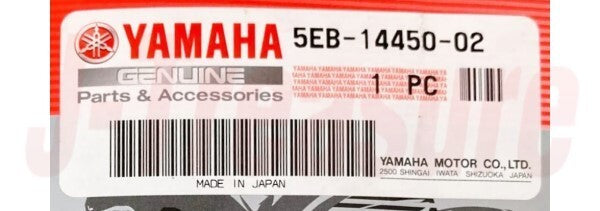 YAMAHA 5EB-14450-02
GENUINE 1 PC
Parts & Accessories
YAMAHA MOTOR CO.,LTD.
2500 SHINGAI IWATA SHIZUOKA JAPAN
MADE IN JAPAN